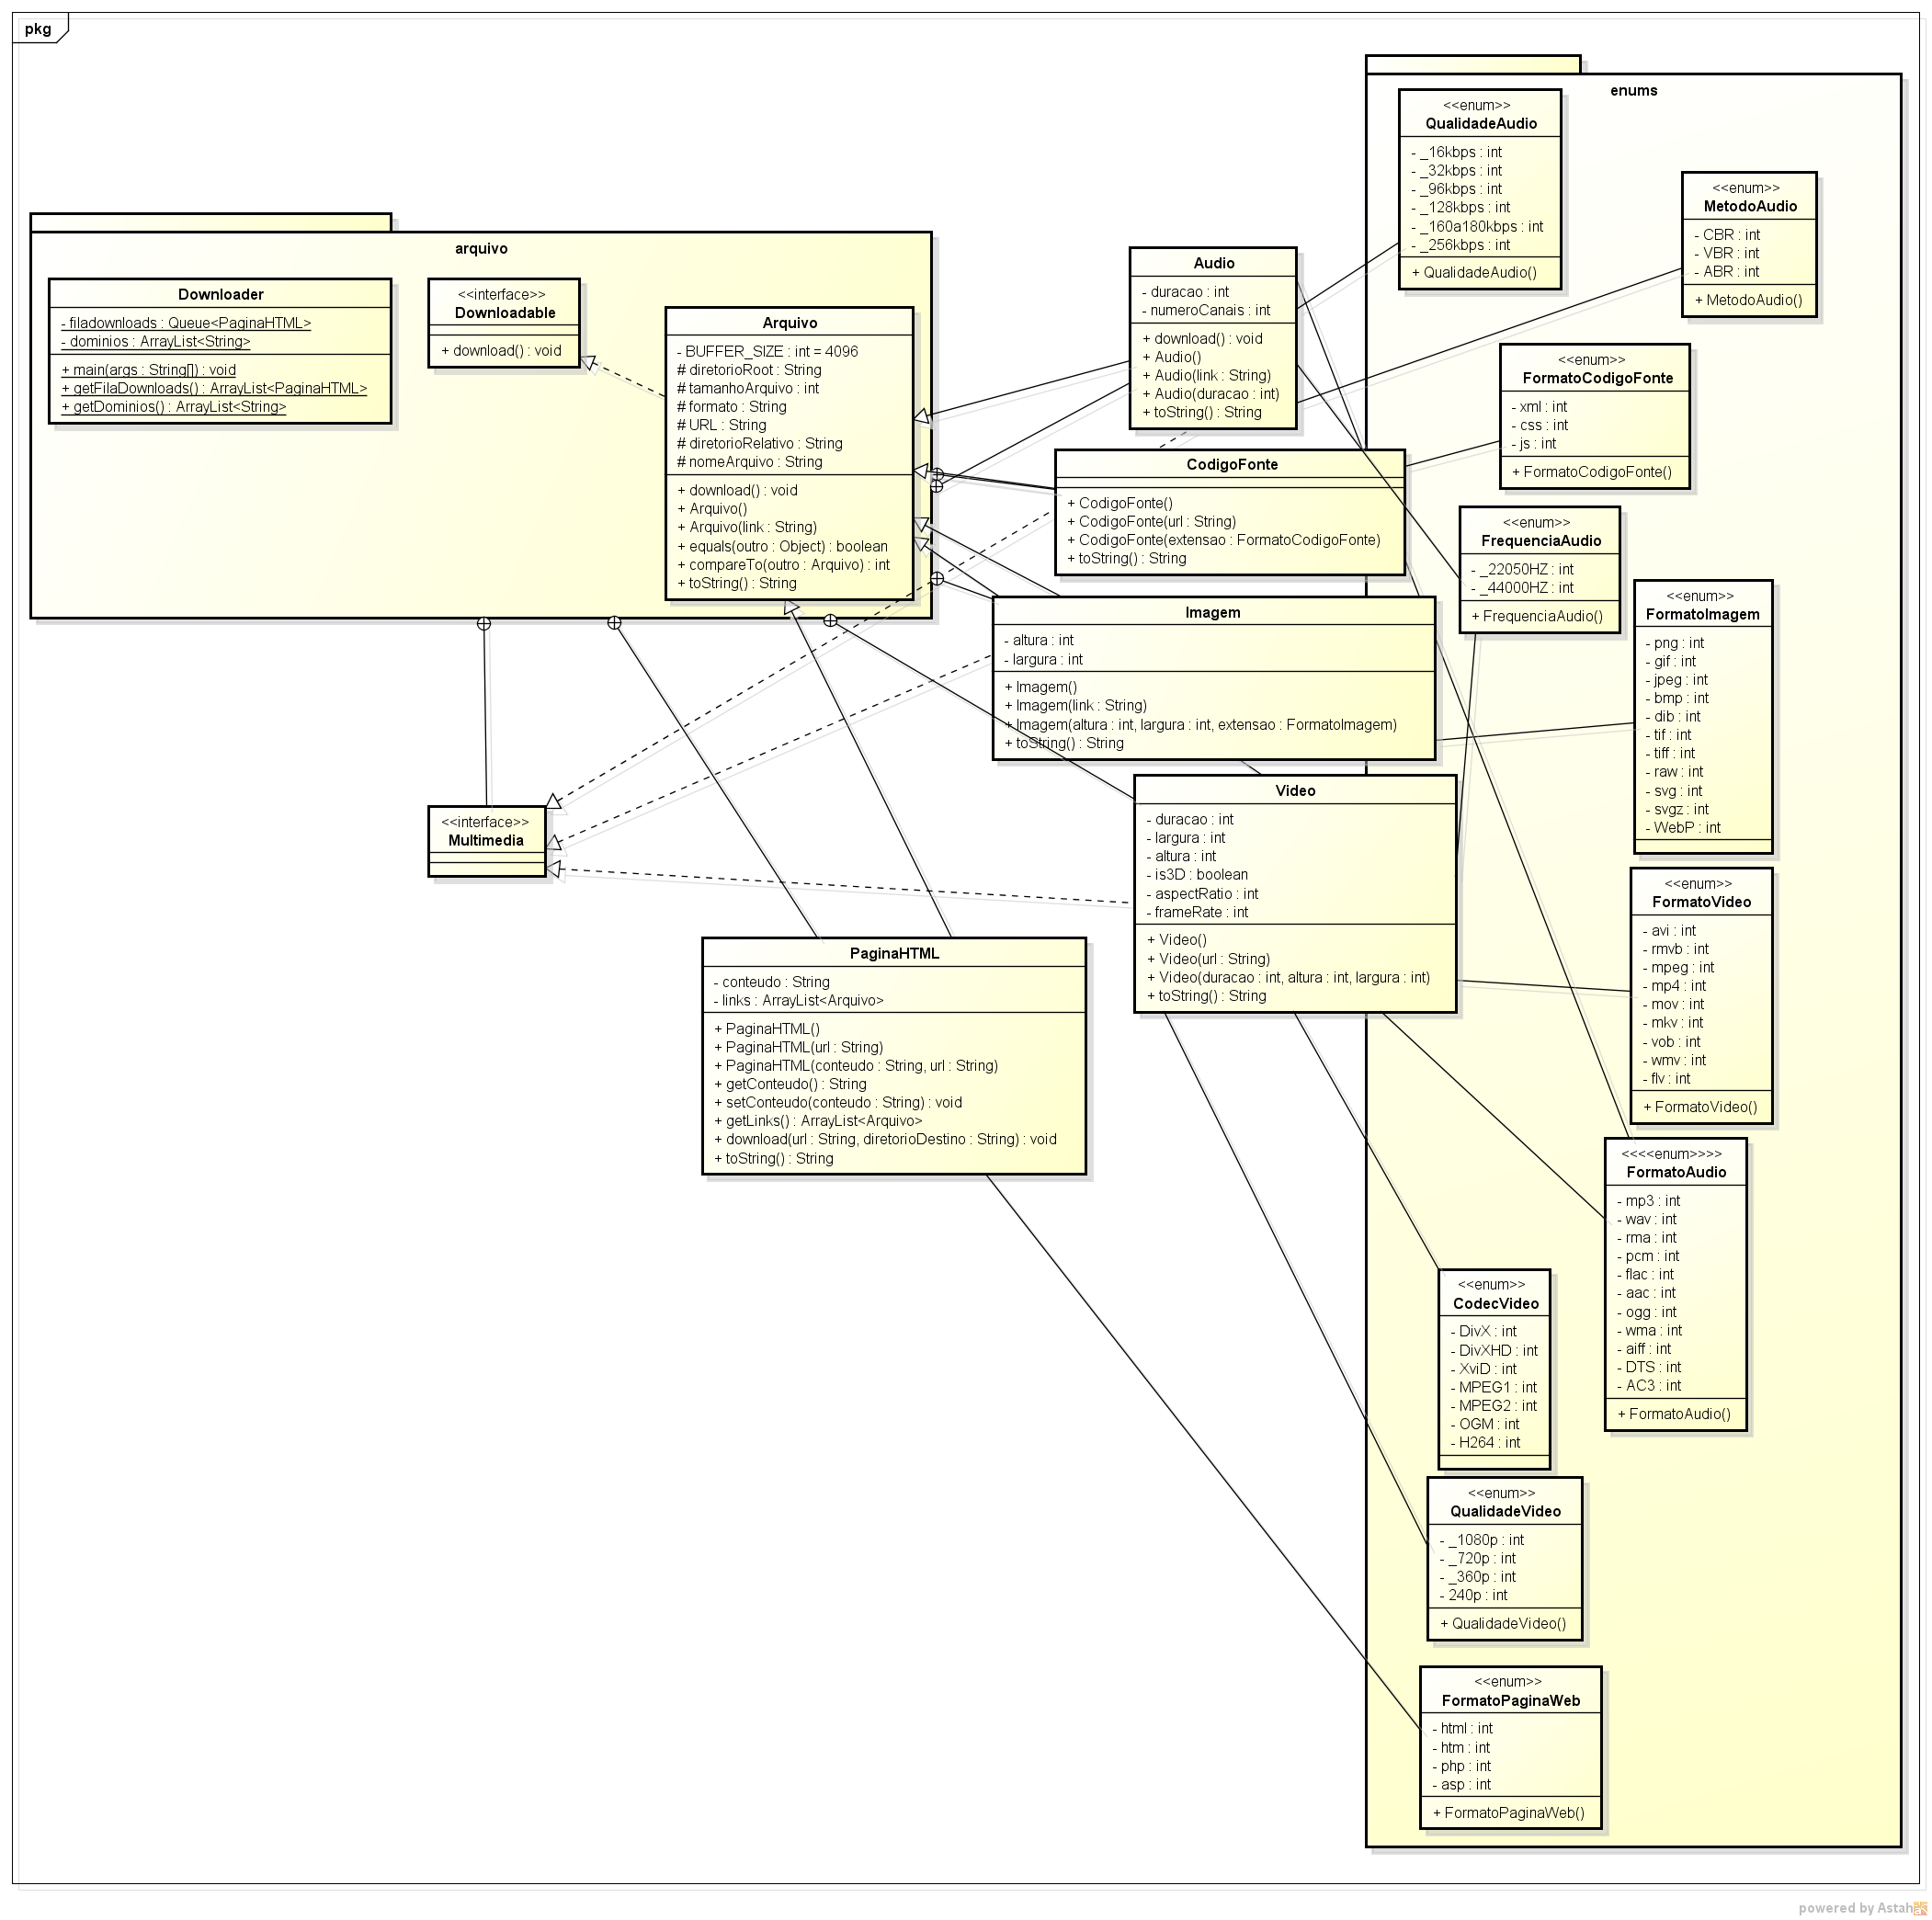 pkg
arquivo
Downloader
- filadownloads : Queue<PaginaHTML>
- dominios : ArrayList<String>
+ main(args : String[]) : void
+ getFilaDownloads() : ArrayList<PaginaHTML>
+ getDominios() : ArrayList<String>
<<interface>>
Downloadable
+ download() : void
Arquivo
- BUFFER_SIZE : int = 4096
# diretorioRoot : String
# tamanhoArquivo : int
# formato : String
# URL : String
# diretorioRelativo : String
# nomeArquivo : String
+ download() : void
+ Arquivo()
+ Arquivo(link : String)
+ equals(outro : Object) : boolean
+ compareTo(outro : Arquivo) : int
+ toString() : String
Audio
- duracao : int
- numeroCanais : int
+ download() : void
+ Audio()
+ Audio(link : String)
+ Audio(duracao : int)
+ toString() : String
CodigoFonte
+ CodigoFonte()
+ CodigoFonte(url : String)
+ CodigoFonte(extensao : FormatoCodigoFonte)
+ toString() : String
Imagem
- altura : int
- largura : int
+ Imagem()
+ Imagem(link : String)
+ Imagem(altura : int, largura : int, extensao : FormatoImagem)
+ toString() : String
<<interface>>
Multimedia
Video
- duracao : int
- largura : int
- altura : int
- is3D : boolean
- aspectRatio : int
- frameRate : int
+ Video()
+ Video(url : String)
+ Video(duracao : int, altura : int, largura : int)
+ toString() : String
PaginaHTML
- conteudo : String
- links : ArrayList<Arquivo>
+ PaginaHTML()
+ PaginaHTML(url : String)
+ PaginaHTML(conteudo : String, url : String)
+ getConteudo() : String
+ setConteudo(conteudo : String) : void
+ getLinks() : ArrayList<Arquivo>
+ download(url : String, diretorioDestino : String) : void
+ toString() : String
enums
<<enum>>
QualidadeAudio
- _16kbps : int
- _32kbps : int
- _96kbps : int
- _128kbps : int
- _160a180kbps : int
- _256kbps : int
+ QualidadeAudio()
<<enum>>
MetodoAudio
- CBR : int
- VBR : int
- ABR : int
+ MetodoAudio()
<<enum>>
FormatoCodigoFonte
- xml : int
- css : int
- js : int
+ FormatoCodigoFonte()
<<enum>>
FrequenciaAudio
- _22050HZ : int
- _44000HZ : int
+ FrequenciaAudio()
<<enum>>
FormatoImagem
- png : int
- gif : int
- jpeg : int
- bmp : int
- dib : int
- tif : int
- tiff : int
- raw : int
- svg : int
- svgz : int
- WebP : int
<<enum>>
FormatoVideo
- avi : int
- rmvb : int
- mpeg : int
- mp4 : int
- mov : int
- mkv : int
- vob : int
- wmv : int
- flv : int
+ FormatoVideo()
<<<<enum>>>>
FormatoAudio
- mp3 : int
- wav : int
- rma : int
- pcm : int
- flac : int
- aac : int
- ogg : int
- wma : int
- aiff : int
- DTS : int
- AC3 : int
+ FormatoAudio()
<<enum>>
CodecVideo
- DivX : int
- DivXHD : int
- XviD : int
- MPEG1 : int
- MPEG2 : int
- OGM : int
- H264 : int
<<enum>>
QualidadeVideo
- _1080p : int
- _720p : int
- _360p : int
- 240p : int
+ QualidadeVideo()
<<enum>>
FormatoPaginaWeb
- html : int
- htm : int
- php : int
- asp : int
+ FormatoPaginaWeb()
powered by Astah